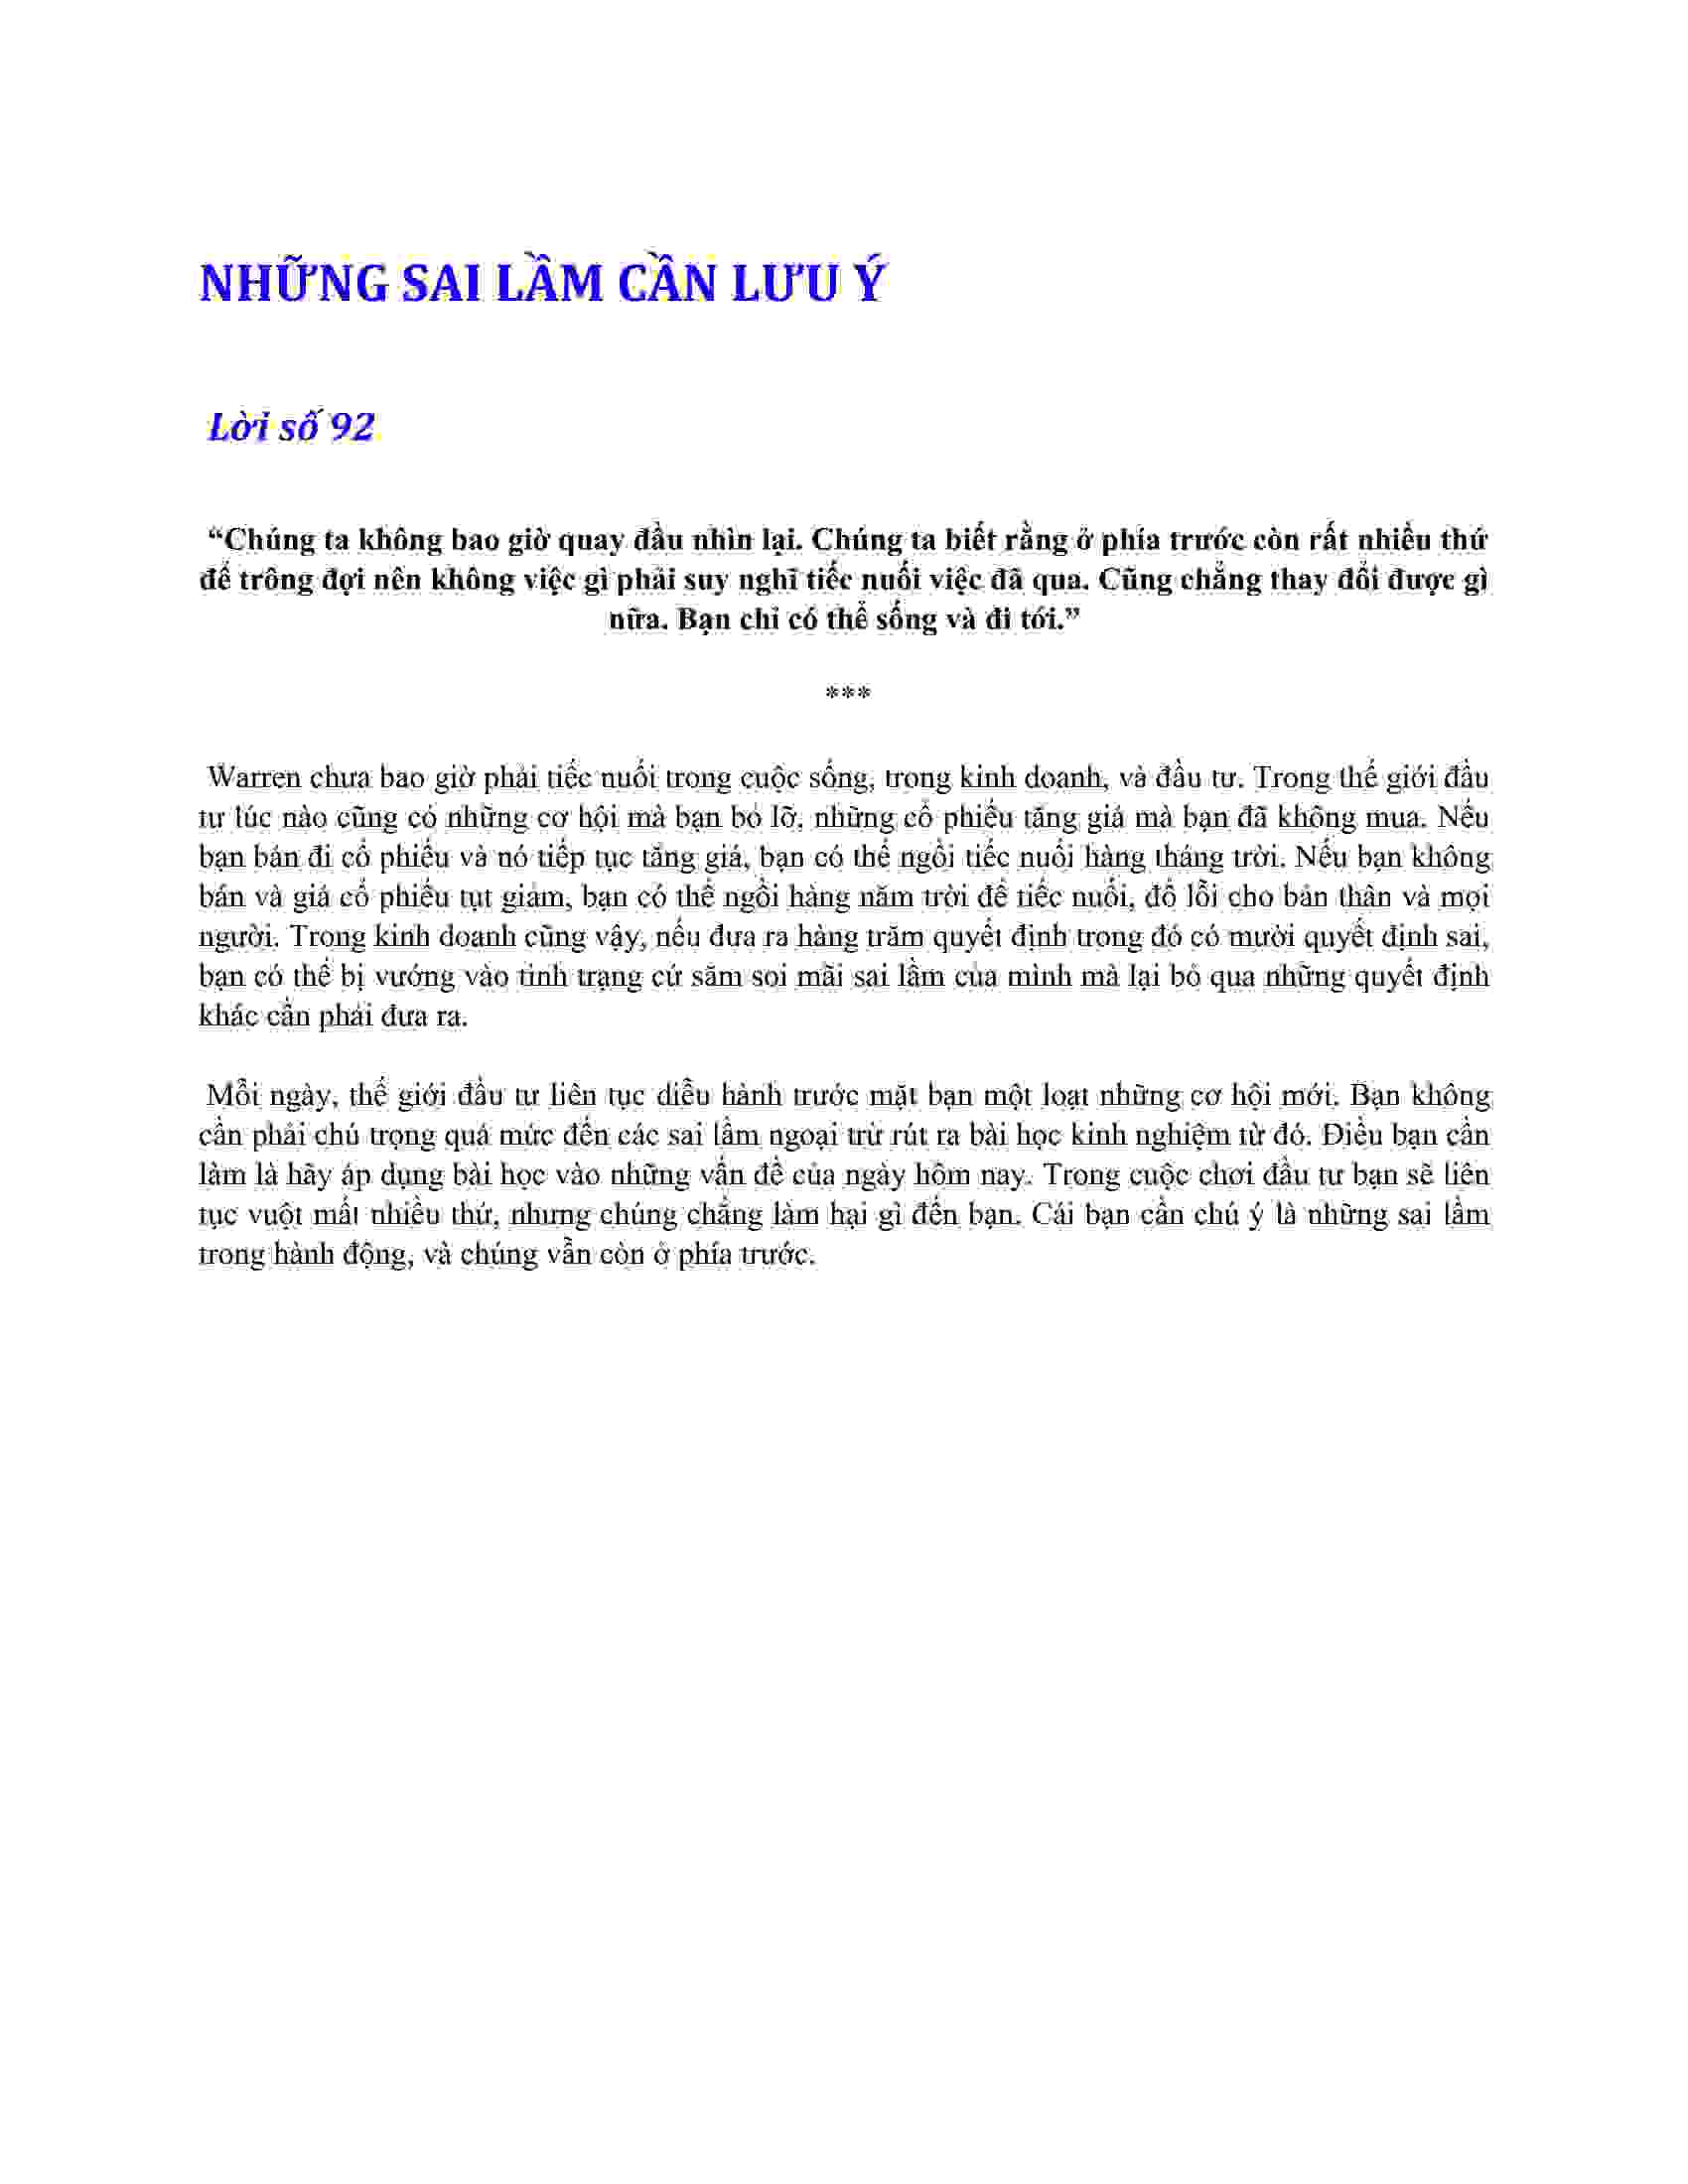 NHỮNG SAI LẦM CẦN LƯU Ý
Lời số 92
“Chúng ta không bao giờ quay đầu nhìn lại. Chúng ta biết rằng ở phía trước còn rất nhiều thứ
để trông đợi nên không việc gì phải suy nghĩ tiếc nuối việc đã qua. Cũng chẳng thay đổi được gì
nữa. Bạn chỉ có thể sống và đi tới.”
***
Warren chưa bao giờ phải tiếc nuối trong cuộc sống, trong kinh doanh, và đầu tư. Trong thế giới đầu
tư lúc nào cũng có những cơ hội mà bạn bỏ lỡ, những cổ phiếu tăng giá mà bạn đã không mua. Nếu
bạn bán đi cổ phiếu và nó tiếp tục tăng giá, bạn có thể ngồi tiếc nuối hàng tháng trời. Nếu bạn không
bán và giá cổ phiếu tụt giảm, bạn có thể ngồi hàng năm trời để tiếc nuối, đổ lỗi cho bản thân và mọi
người. Trong kinh doanh cũng vậy, nếu đưa ra hàng trăm quyết định trong đó có mười quyết định sai,
bạn có thể bị vướng vào tình trạng cứ săm soi mãi sai lầm của mình mà lại bỏ qua những quyết định
khác cần phải đưa ra.
Mỗi ngày, thế giới đầu tư liên tục diễu hành trước mặt bạn một loạt những cơ hội mới. Bạn không
cần phải chú trọng quá mức đến các sai lầm ngoại trừ rút ra bài học kinh nghiệm từ đó. Điều bạn cần
làm là hãy áp dụng bài học vào những vấn đề của ngày hôm nay. Trong cuộc chơi đầu tư bạn sẽ liên
tục vuột mất nhiều thứ, nhưng chúng chẳng làm hại gì đến bạn. Cái bạn cần chú ý là những sai lầm
trong hành động, và chúng vẫn còn ở phía trước.